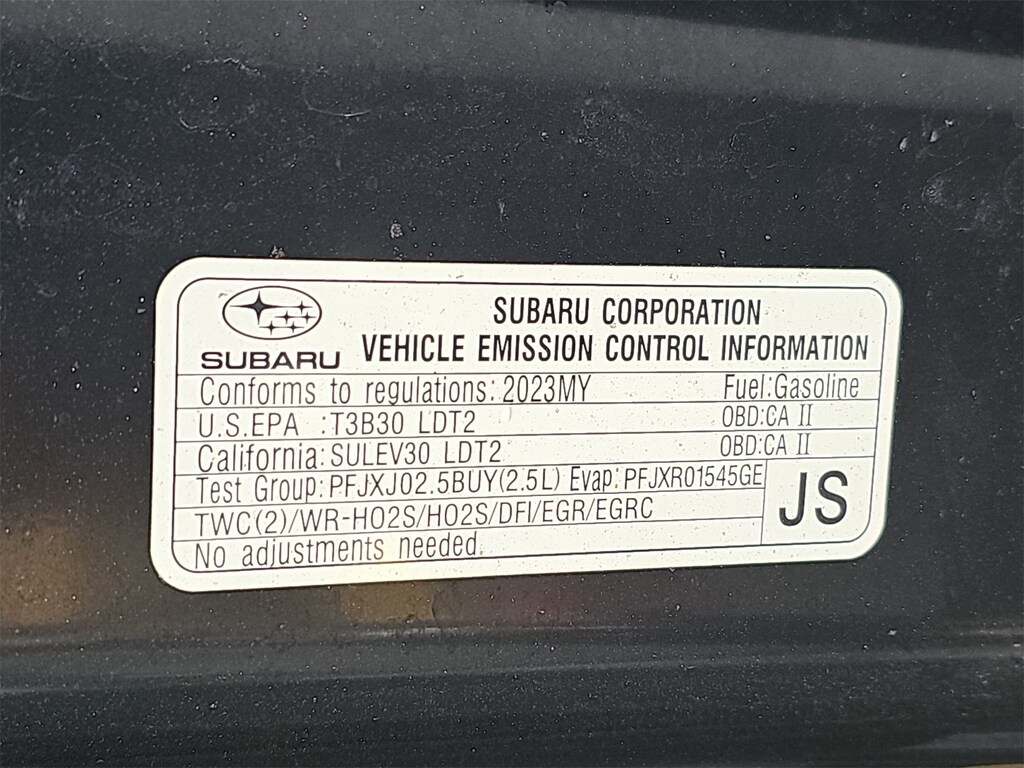 SUBARU
SUBARU CORPORATION
VEHICLE EMISSION CONTROL INFORMATION
Conforms to regulations: 2023MY Fuel:Gasoline
U.S.EPA :T3B30 LDT2 OBD:CA II
California:SULEV30 LDT2 OBD:CA II
Test Group:PFJXJ02.5BUY(2.5L) Evap:PFJXR01545GE
TWC(2)/WR-HO2S/HO2S/DFI/EGR/EGRC
No adjustments needed.
JS